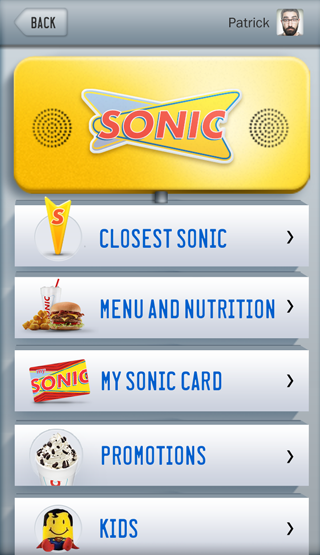 BACK
Patrick
SONIC
CLOSEST SONIC
S
MENU AND NUTRITION
SONIC
MY SONIC CARD
SONIC
PROMOTIONS
KIDS